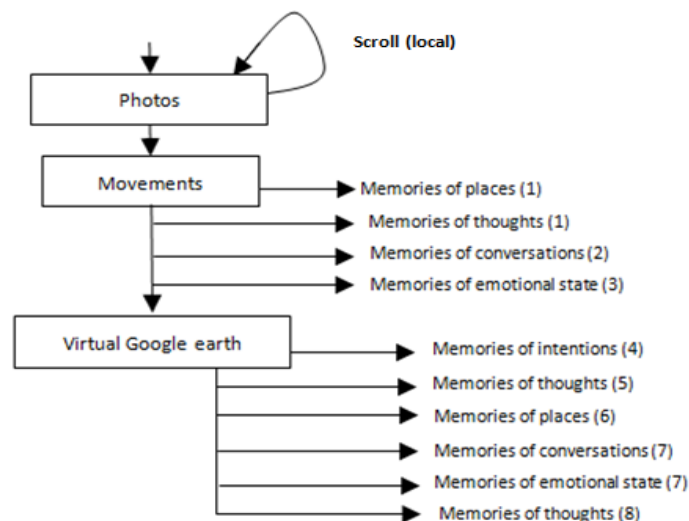 Scroll (local)
Photos
Movements
Memories of places (1)
Memories of thoughts (1)
Memories of conversations (2)
Memories of emotional state (3)
Virtual Google earth
Memories of intentions (4)
Memories of thoughts (5)
Memories of places (6)
Memories of conversations (7)
Memories of emotional state (7)
Memories of thoughts (8)